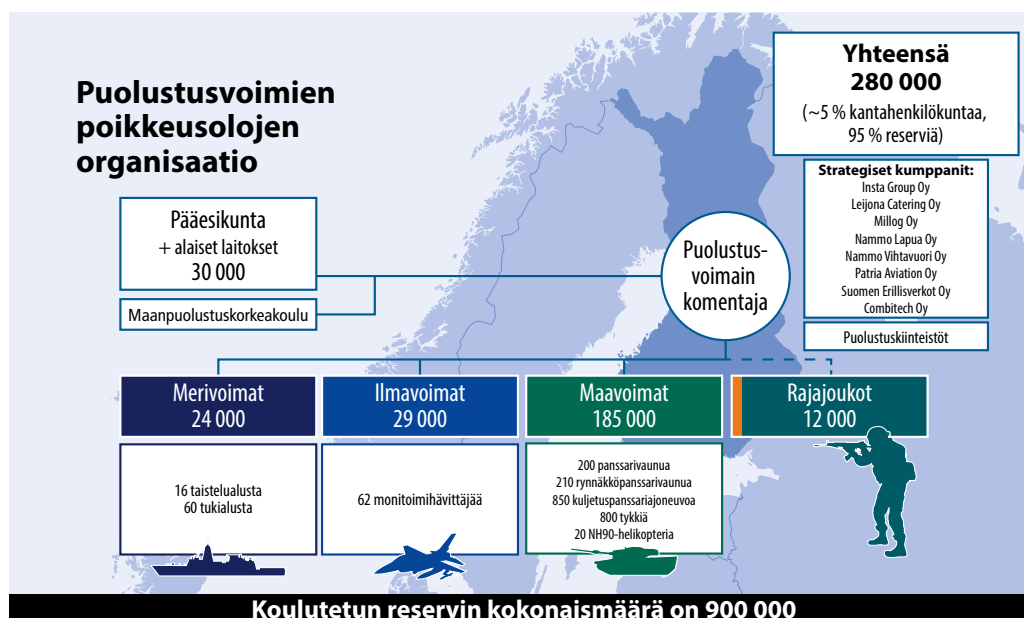 Puolustusvoimien
poikkeusolojen
organisaatio
Yhteensä
280 000
(~5 % kantahenkilökuntaa,
95 % reserviä)
Strategiset kumppanit:
Insta Group Oy
Leijona Catering Oy
Millog Oy
Nammo Lapua Oy
Nammo Vihtavuori Oy
Patria Aviation Oy
Suomen Erillisverkot Oy
Combitech Oy
Puolustuskiinteistöt
Pääesikunta
+ alaiset laitokset
30 000
Maanpuolustuskorkeakoulu
Puolustus-
voimain
komentaja
Merivoimat
24 000
16 taistelualusta
60 tukialusta
Ilmavoimat
29 000
62 monitoimihävittäjää
Maavoimat
185 000
200 panssarivaunua
210 rynnäkköpanssarivaunua
850 kuljetuspanssariajoneuvoa
800 tykkiä
20 NH90-helikopteria
Rajajoukot
12 000
Koulutetun reservin kokonaismäärä on 900 000